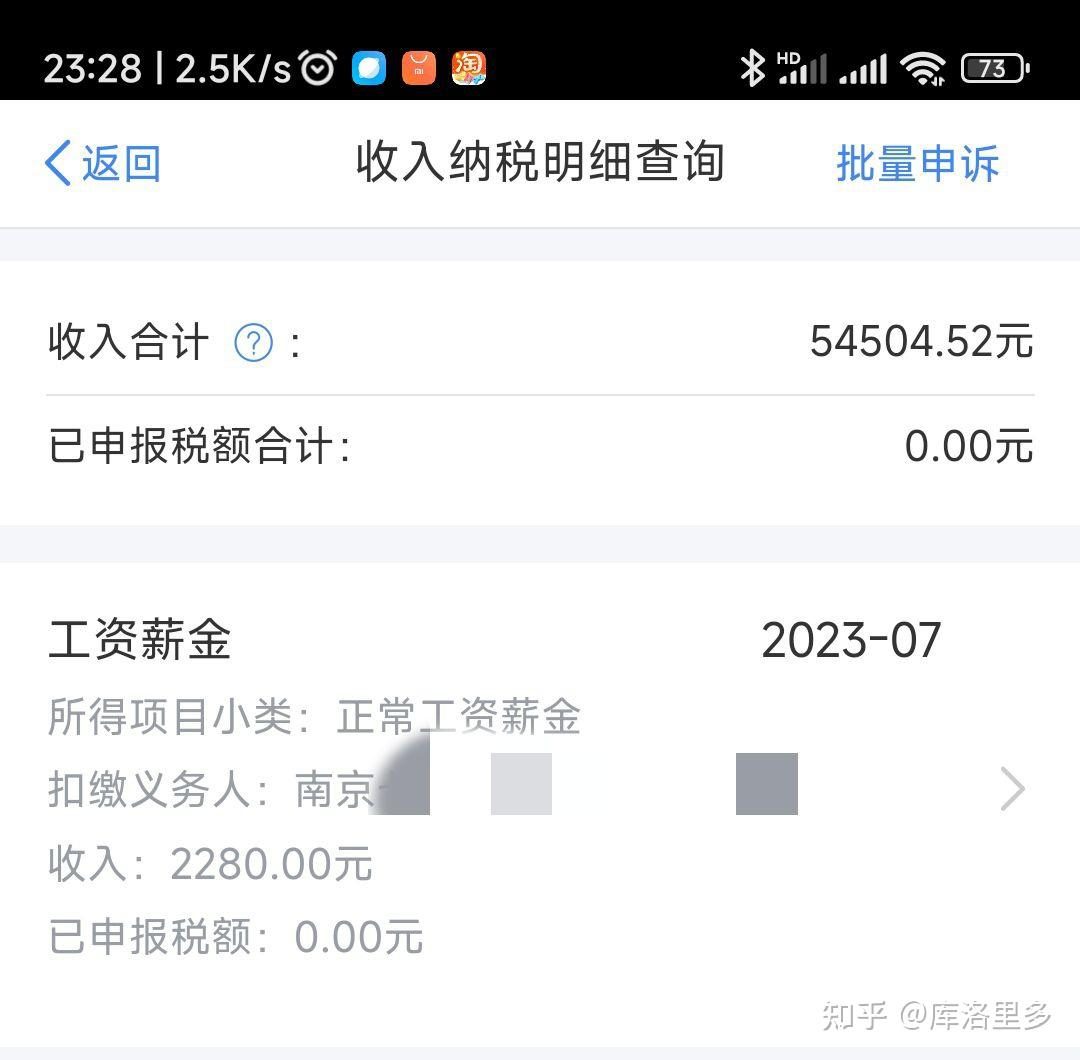 23:28 | 2.5K/s HD 73
返回 收入纳税明细查询 批量申诉
收入合计 ? : 54504.52元
已申报税额合计: 0.00元
工资薪金 2023-07
所得项目小类: 正常工资薪金
扣缴义务人: 南京
收入: 2280.00元
已申报税额: 0.00元
知乎 @库洛里多